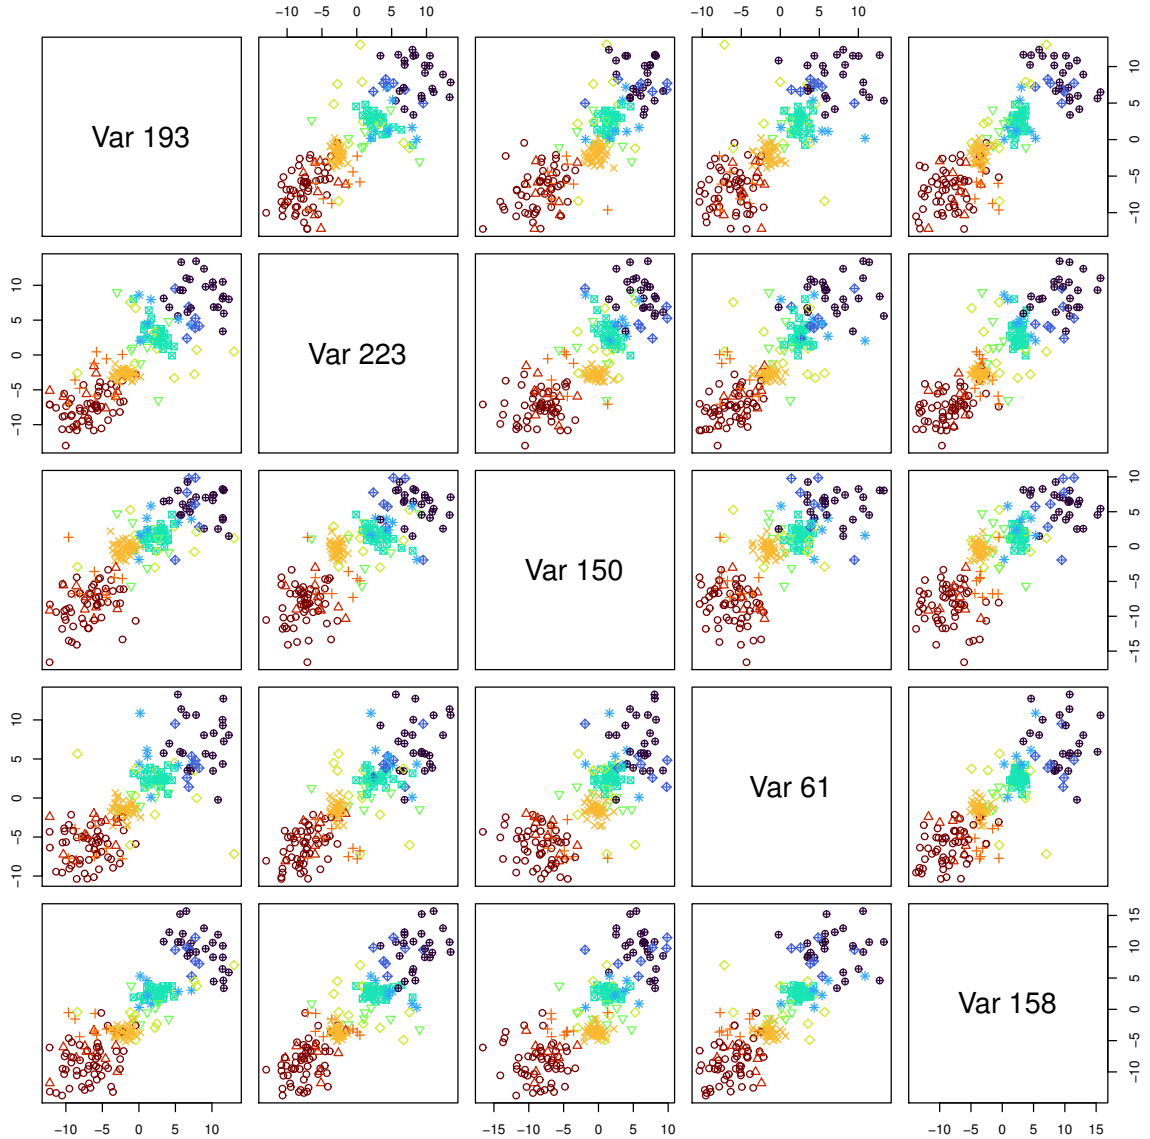 −10 −5 0 5 10 −10 −5 0 5 10
Var 193
−10 −5 0 5 10
−10 −5 0 5 10
Var 223
Var 150
−15 −10 −5 0 5 10
−10 −5 0 5 10
Var 61
Var 158
−10 −5 0 5 10 15
−10 −5 0 5 10 −15 −10 −5 0 5 10 −10 −5 0 5 10 15